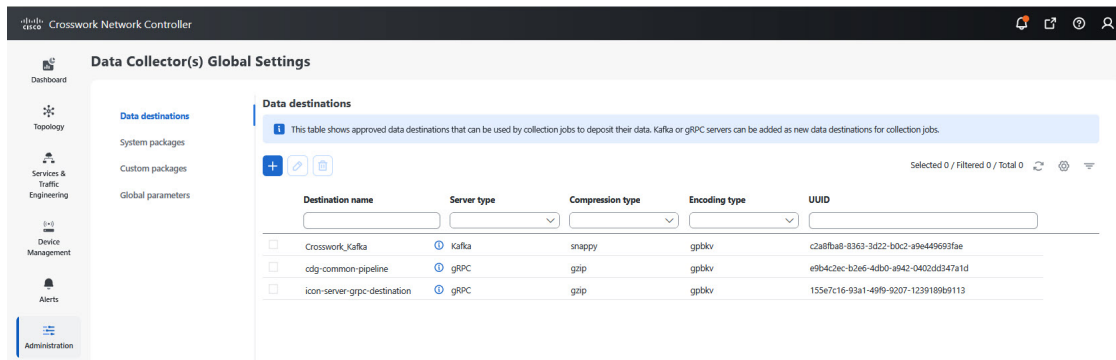 cisco Crosswork Network Controller
Data Collector(s) Global Settings
Dashboard
Topology
Services &
Traffic
Engineering
Device
Management
Alerts
Administration
Data destinations
System packages
Custom packages
Global parameters
Data destinations
This table shows approved data destinations that can be used by collection jobs to deposit their data. Kafka or gRPC servers can be added as new data destinations for collection jobs.
Selected 0 / Filtered 0 / Total 0
Destination name Server type Compression type Encoding type UUID
Crosswork_Kafka Kafka snappy gpbkv c2a8fba8-8363-3d22-b0c2-a9e449693fae
cdg-common-pipeline gRPC gzip gpbkv e9b4c2ec-b2e6-4db0-a942-0402dd347a1d
icon-server-grpc-destination gRPC gzip gpbkv 155e7c16-93a1-49f9-9207-1239189b9113